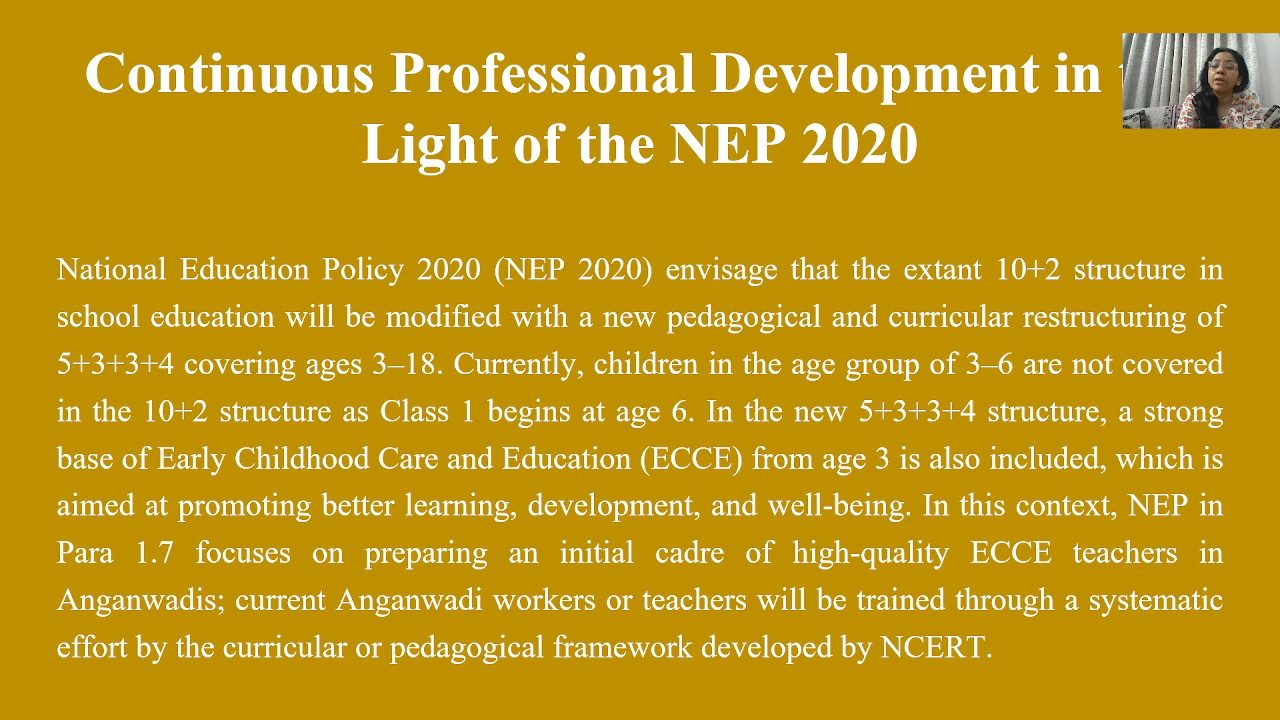 Continuous Professional Development in
Light of the NEP 2020
National Education Policy 2020 (NEP 2020) envisage that the extant 10+2 structure in
school education will be modified with a new pedagogical and curricular restructuring of
5+3+3+4 covering ages 3–18. Currently, children in the age group of 3–6 are not covered
in the 10+2 structure as Class 1 begins at age 6. In the new 5+3+3+4 structure, a strong
base of Early Childhood Care and Education (ECCE) from age 3 is also included, which is
aimed at promoting better learning, development, and well-being. In this context, NEP in
Para 1.7 focuses on preparing an initial cadre of high-quality ECCE teachers in
Anganwadis; current Anganwadi workers or teachers will be trained through a systematic
effort by the curricular or pedagogical framework developed by NCERT.